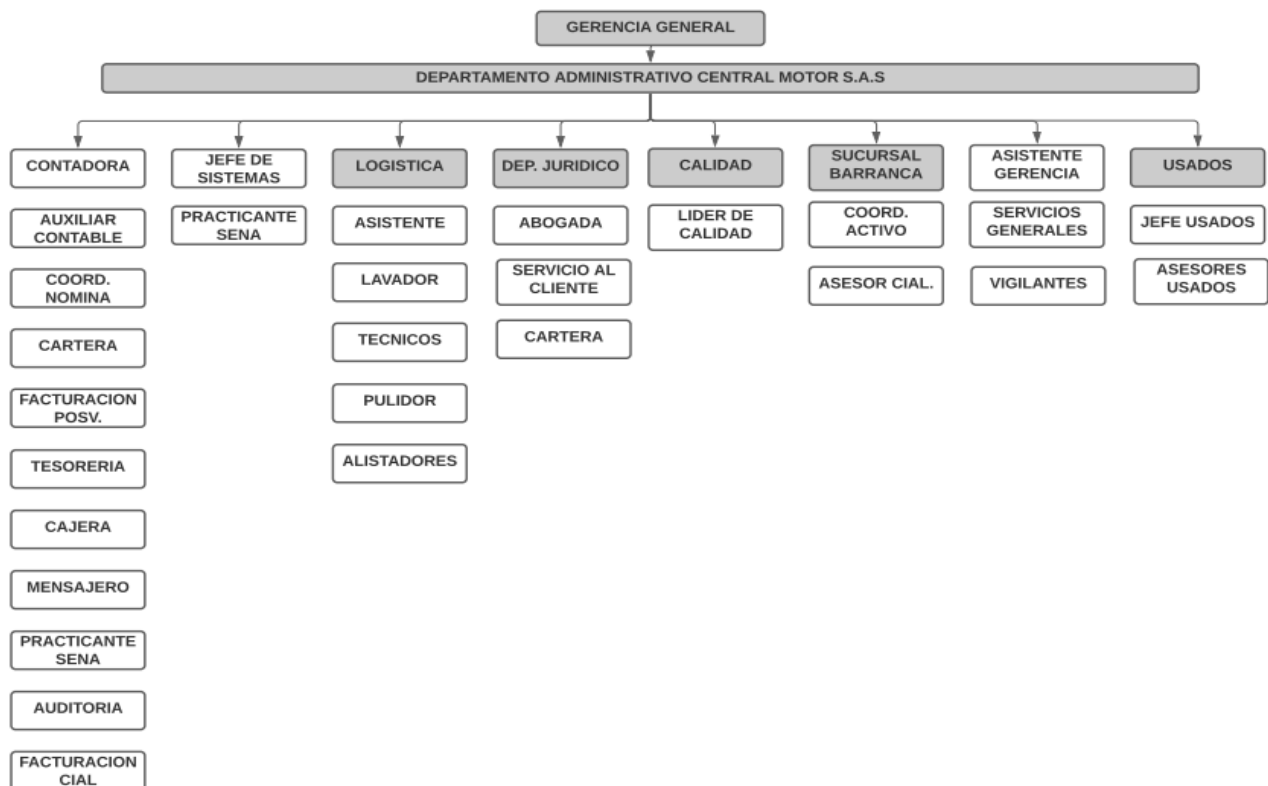 GERENCIA GENERAL
DEPARTAMENTO ADMINISTRATIVO CENTRAL MOTOR S.A.S
CONTADORA
AUXILIAR
CONTABLE
COORD.
NOMINA
CARTERA
FACTURACION
POSV.
TESORERIA
CAJERA
MENSAJERO
PRACTICANTE
SENA
AUDITORIA
FACTURACION
CIAL
JEFE DE
SISTEMAS
PRACTICANTE
SENA
LOGISTICA
ASISTENTE
LAVADOR
TECNICOS
PULIDOR
ALISTADORES
DEP. JURIDICO
ABOGADA
SERVICIO AL
CLIENTE
CARTERA
CALIDAD
LIDER DE
CALIDAD
SUCURSAL
BARRANCA
COORD.
ACTIVO
ASESOR CIAL.
ASISTENTE
GERENCIA
SERVICIOS
GENERALES
VIGILANTES
USADOS
JEFE USADOS
ASESORES
USADOS